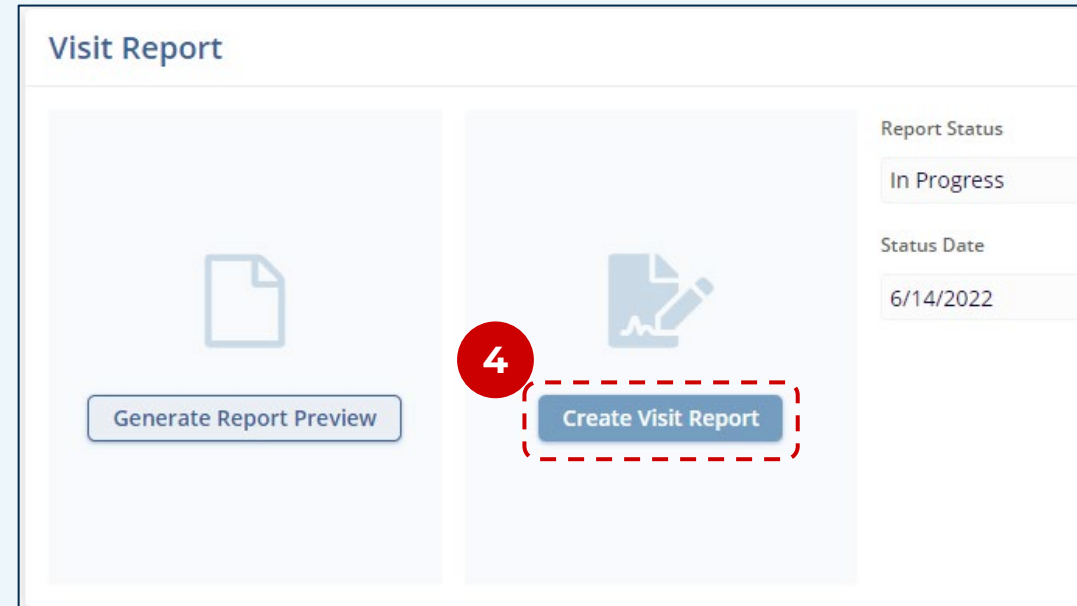 Visit Report
Report Status
In Progress
Status Date
6/14/2022
4
Generate Report Preview
Create Visit Report